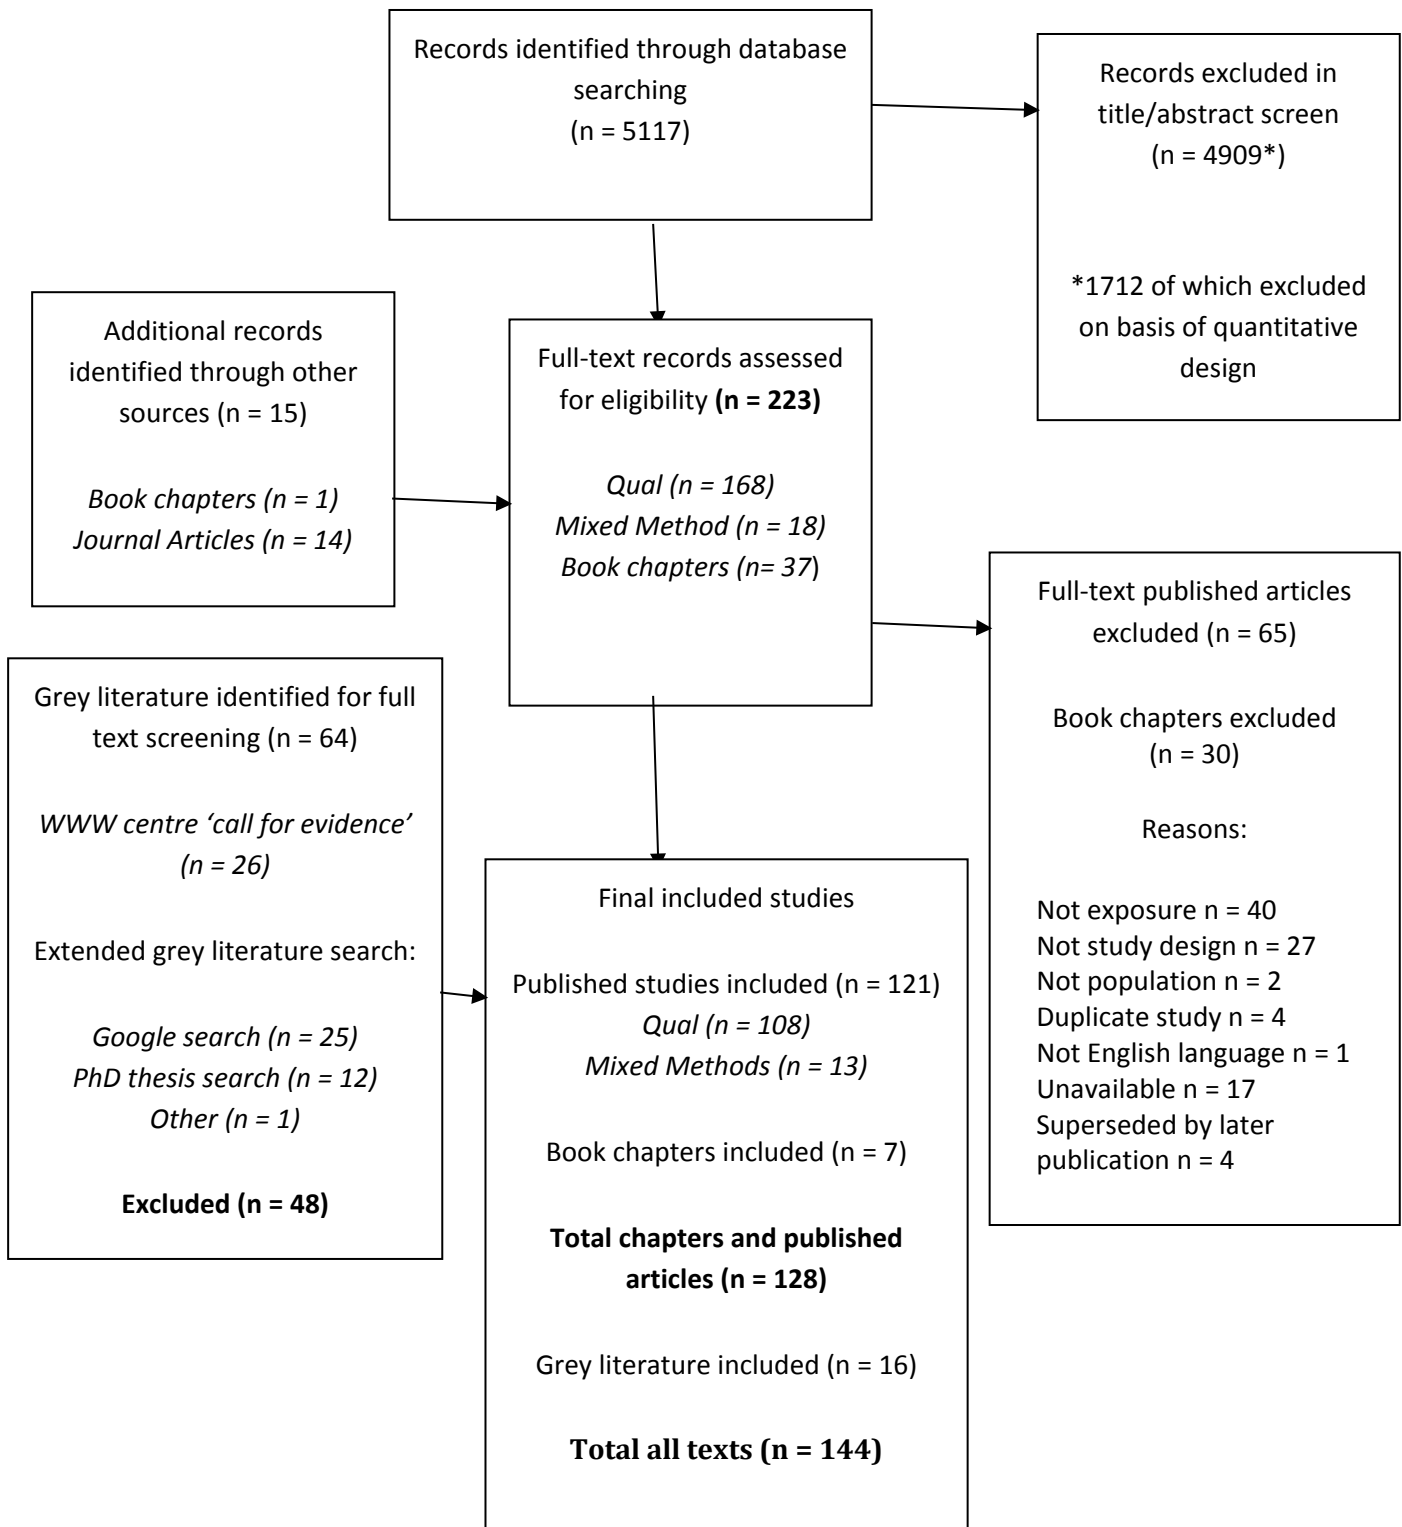 Records identified through database
searching
(n = 5117)
Records excluded in
title/abstract screen
(n = 4909*)
*1712 of which excluded
on basis of quantitative
design
Additional records
identified through other
sources (n = 15)
Book chapters (n = 1)
Journal Articles (n = 14)
Full-text records assessed
for eligibility (n = 223)
Qual (n = 168)
Mixed Method (n = 18)
Book chapters (n= 37)
Full-text published articles
excluded (n = 65)
Book chapters excluded
(n = 30)
Reasons:
Not exposure n = 40
Not study design n = 27
Not population n = 2
Duplicate study n = 4
Not English language n = 1
Unavailable n = 17
Superseded by later
publication n = 4
Grey literature identified for full
text screening (n = 64)
WWW centre ‘call for evidence’
(n = 26)
Extended grey literature search:
Google search (n = 25)
PhD thesis search (n = 12)
Other (n = 1)
Excluded (n = 48)
Final included studies
Published studies included (n = 121)
Qual (n = 108)
Mixed Methods (n = 13)
Book chapters included (n = 7)
Total chapters and published
articles (n = 128)
Grey literature included (n = 16)
Total all texts (n = 144)